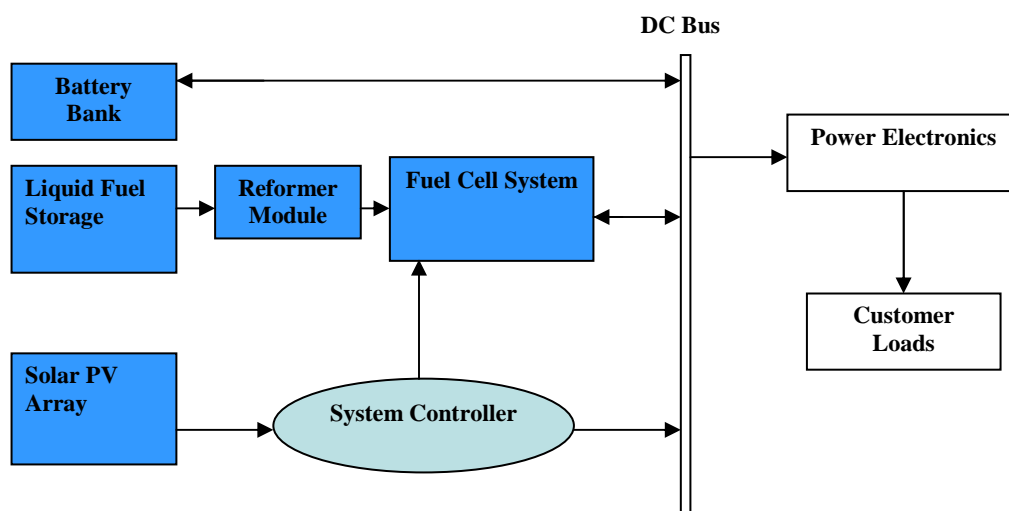 DC Bus
Battery
Bank
Power Electronics
Liquid Fuel
Storage
Reformer
Module
Fuel Cell System
Customer
Loads
Solar PV
Array
System Controller